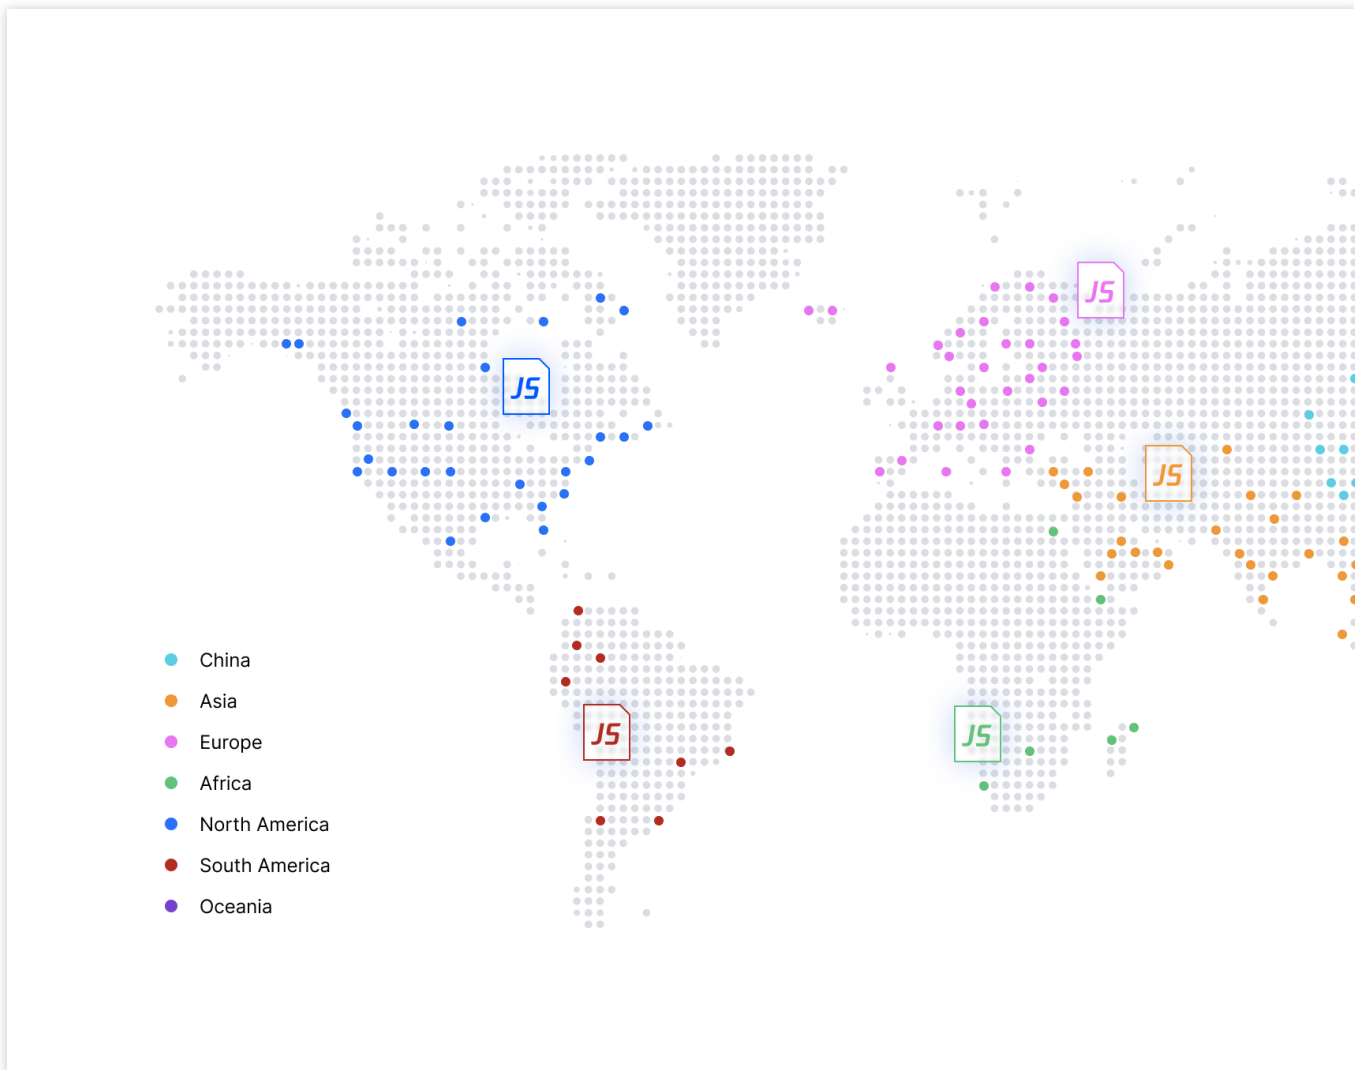 JS
JS
JS
JS
JS
China
Asia
Europe
Africa
North America
South America
Oceania